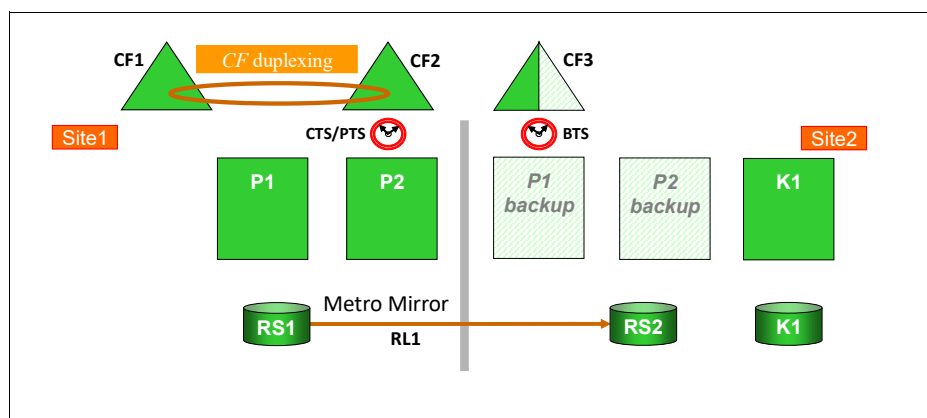 CF1
CF duplexing
CF2
CF3
Site1
CTS/PTS
BTS
Site2
P1
P2
P1
backup
P2
backup
K1
Metro Mirror
RS1
RL1
RS2
K1